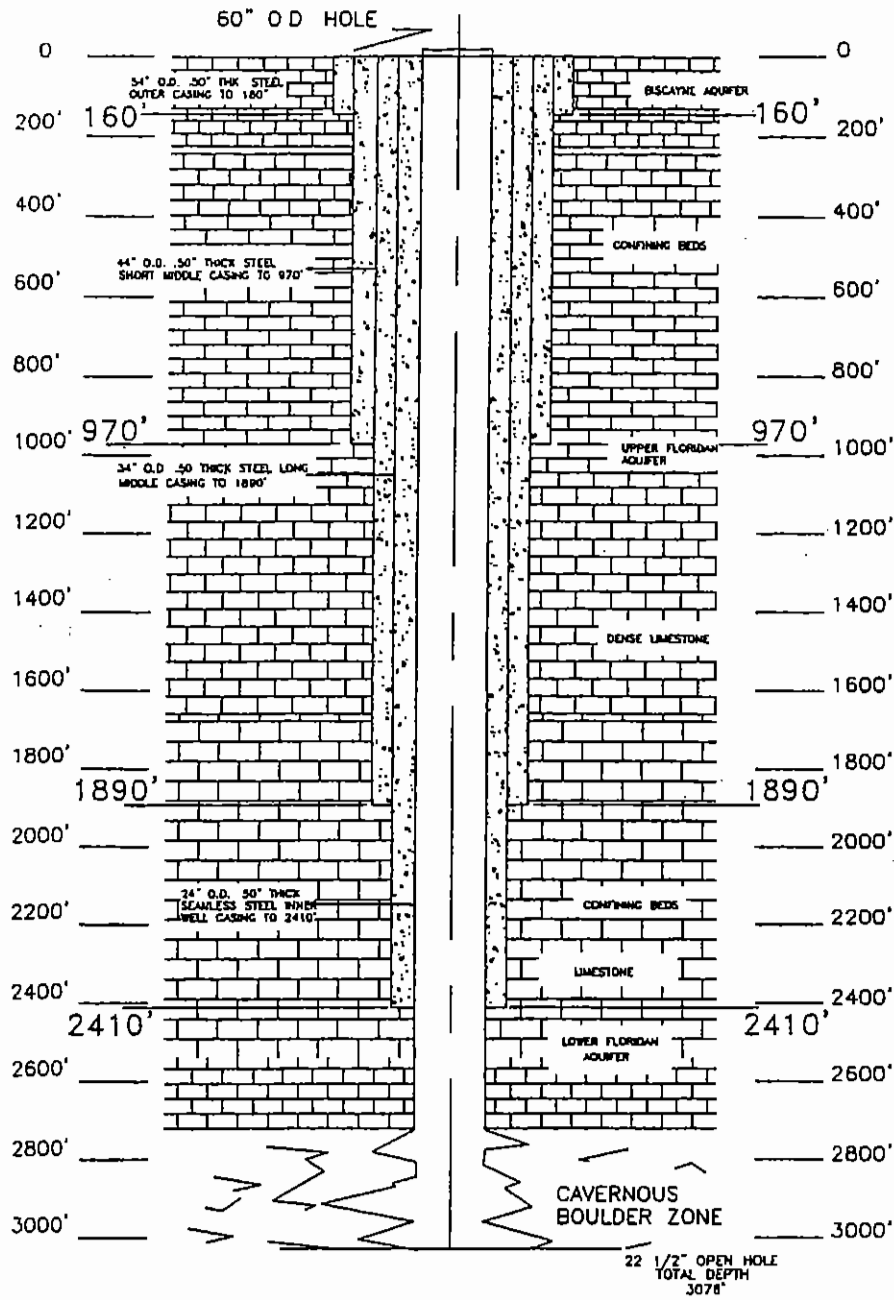 60" O.D HOLE
0
0
54" O.D. .50" THK STEEL
OUTER CASING TO 160'
BISCAYNE AQUIFER
160'
160'
200'
200'
400'
400'
CONFINING BEDS
44" O.D. .50" THICK STEEL
SHORT MIDDLE CASING TO 970'
600'
600'
800'
800'
970'
970'
1000'
1000'
UPPER FLORIDAN
AQUIFER
34" O.D .50 THICK STEEL LONG
MIDDLE CASING TO 1890'
1200'
1200'
1400'
1400'
DENSE LIMESTONE
1600'
1600'
1800'
1800'
1890'
1890'
2000'
2000'
24" O.D. .50" THICK
SEAMLESS STEEL INNER
WELL CASING TO 2410'
CONFINING BEDS
2200'
2200'
LIMESTONE
2400'
2400'
2410'
2410'
LOWER FLORIDAN
AQUIFER
2600'
2600'
2800'
2800'
CAVERNOUS
BOULDER ZONE
3000'
3000'
22 1/2" OPEN HOLE
TOTAL DEPTH